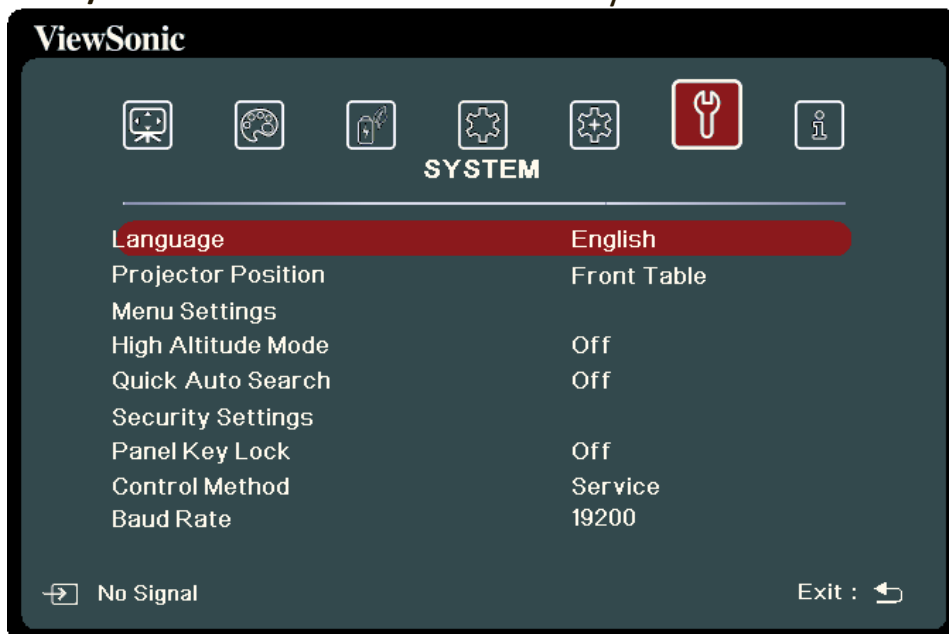 ViewSonic
SYSTEM
Language English
Projector Position Front Table
Menu Settings
High Altitude Mode Off
Quick Auto Search Off
Security Settings
Panel Key Lock Off
Control Method Service
Baud Rate 19200
No Signal Exit :